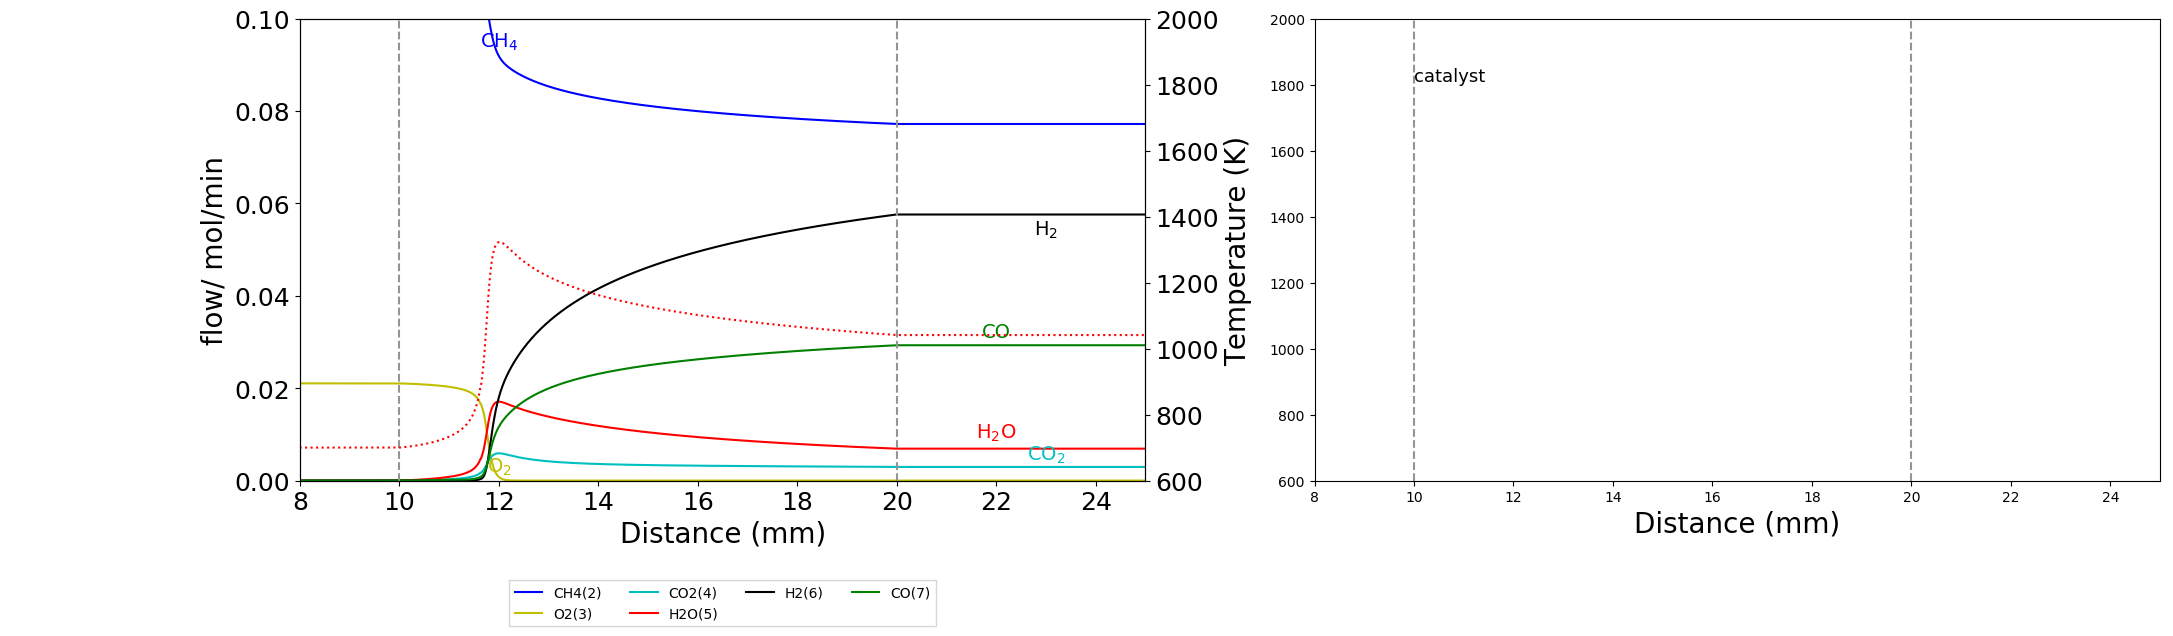 0.10
0.08
0.06
0.04
0.02
0.00
flow/ mol/min
8 10 12 14 16 18 20 22 24
Distance (mm)
CH₄
H₂
CO
H₂O
CO₂
O₂
2000
1800
1600
1400
1200
1000
800
600
Temperature (K)
CH4(2) CO2(4) H2(6) CO(7)
O2(3) H2O(5)
2000
1800
1600
1400
1200
1000
800
600
catalyst
8 10 12 14 16 18 20 22 24
Distance (mm)